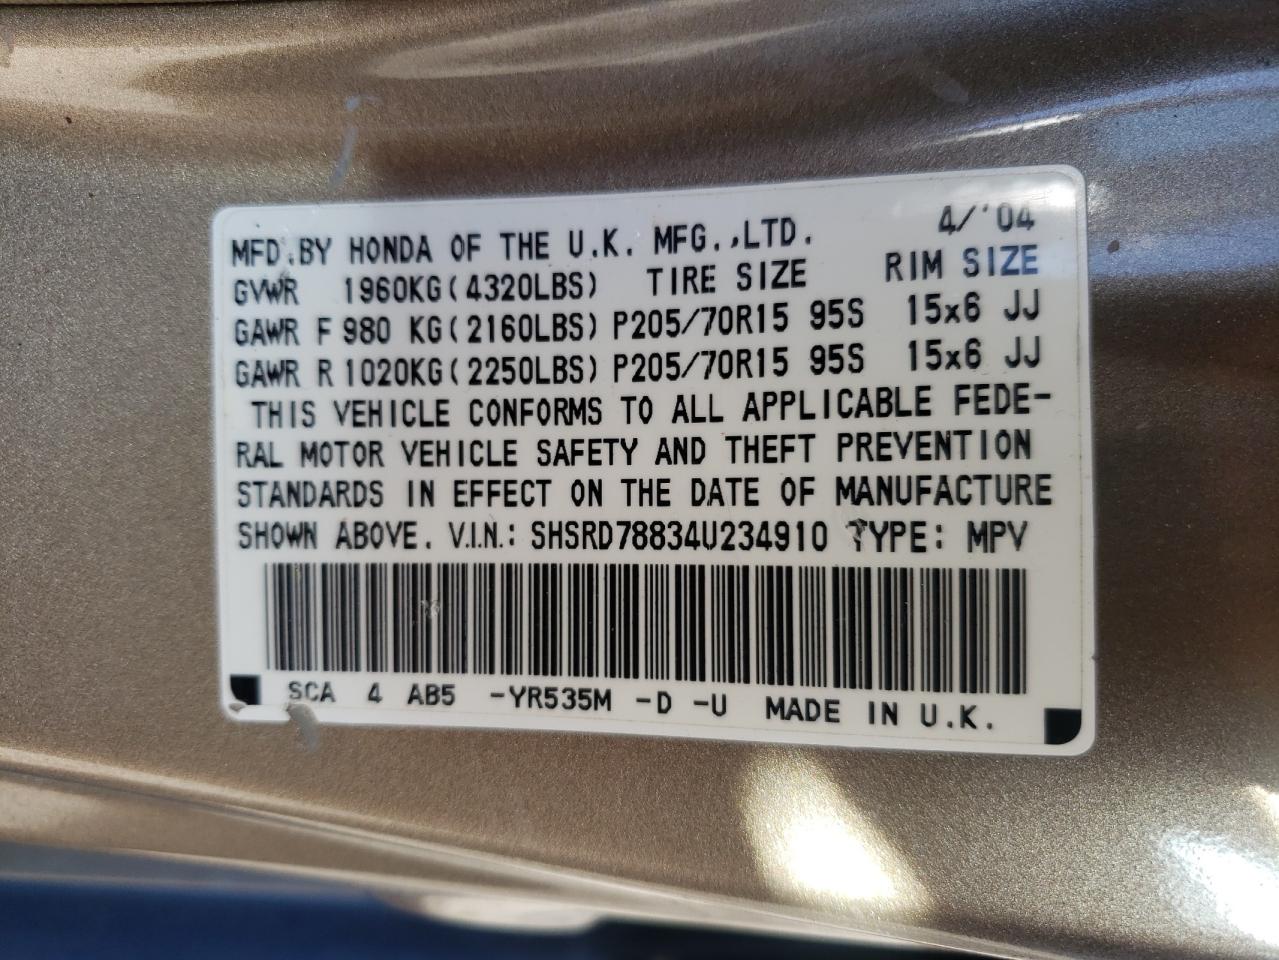 MFD.BY HONDA OF THE U.K. MFG.,LTD. 4/'04
GVWR 1960KG(4320LBS) TIRE SIZE RIM SIZE
GAWR F 980 KG(2160LBS) P205/70R15 95S 15x6 JJ
GAWR R 1020KG(2250LBS) P205/70R15 95S 15x6 JJ
THIS VEHICLE CONFORMS TO ALL APPLICABLE FEDE-
RAL MOTOR VEHICLE SAFETY AND THEFT PREVENTION
STANDARDS IN EFFECT ON THE DATE OF MANUFACTURE
SHOWN ABOVE. V.I.N.: SHSRD78834U234910 TYPE: MPV
SCA 4 AB5 -YR535M -D -U MADE IN U.K.